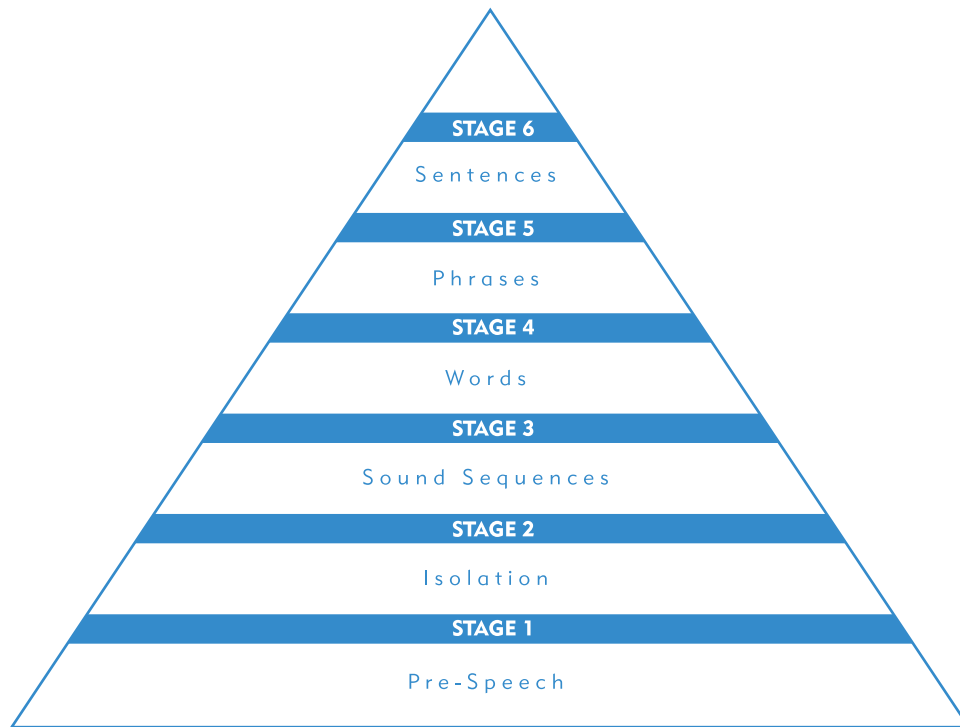 STAGE 6
Sentences
STAGE 5
Phrases
STAGE 4
Words
STAGE 3
Sound Sequences
STAGE 2
Isolation
STAGE 1
Pre-Speech